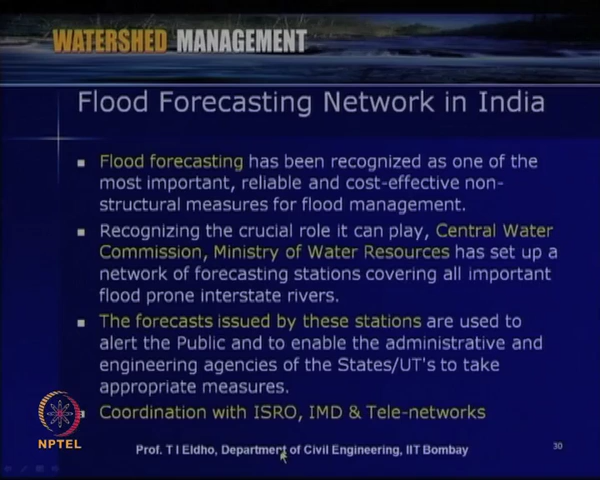 WATERSHED MANAGEMENT
Flood Forecasting Network in India
▪ Flood forecasting has been recognized as one of the
most important, reliable and cost-effective non-
structural measures for flood management.
▪ Recognizing the crucial role it can play, Central Water
Commission, Ministry of Water Resources has set up a
network of forecasting stations covering all important
flood prone interstate rivers.
▪ The forecasts issued by these stations are used to
alert the Public and to enable the administrative and
engineering agencies of the States/UT's to take
appropriate measures.
▪ Coordination with ISRO, IMD & Tele-networks
NPTEL
Prof. T I Eldho, Department of Civil Engineering, IIT Bombay
30